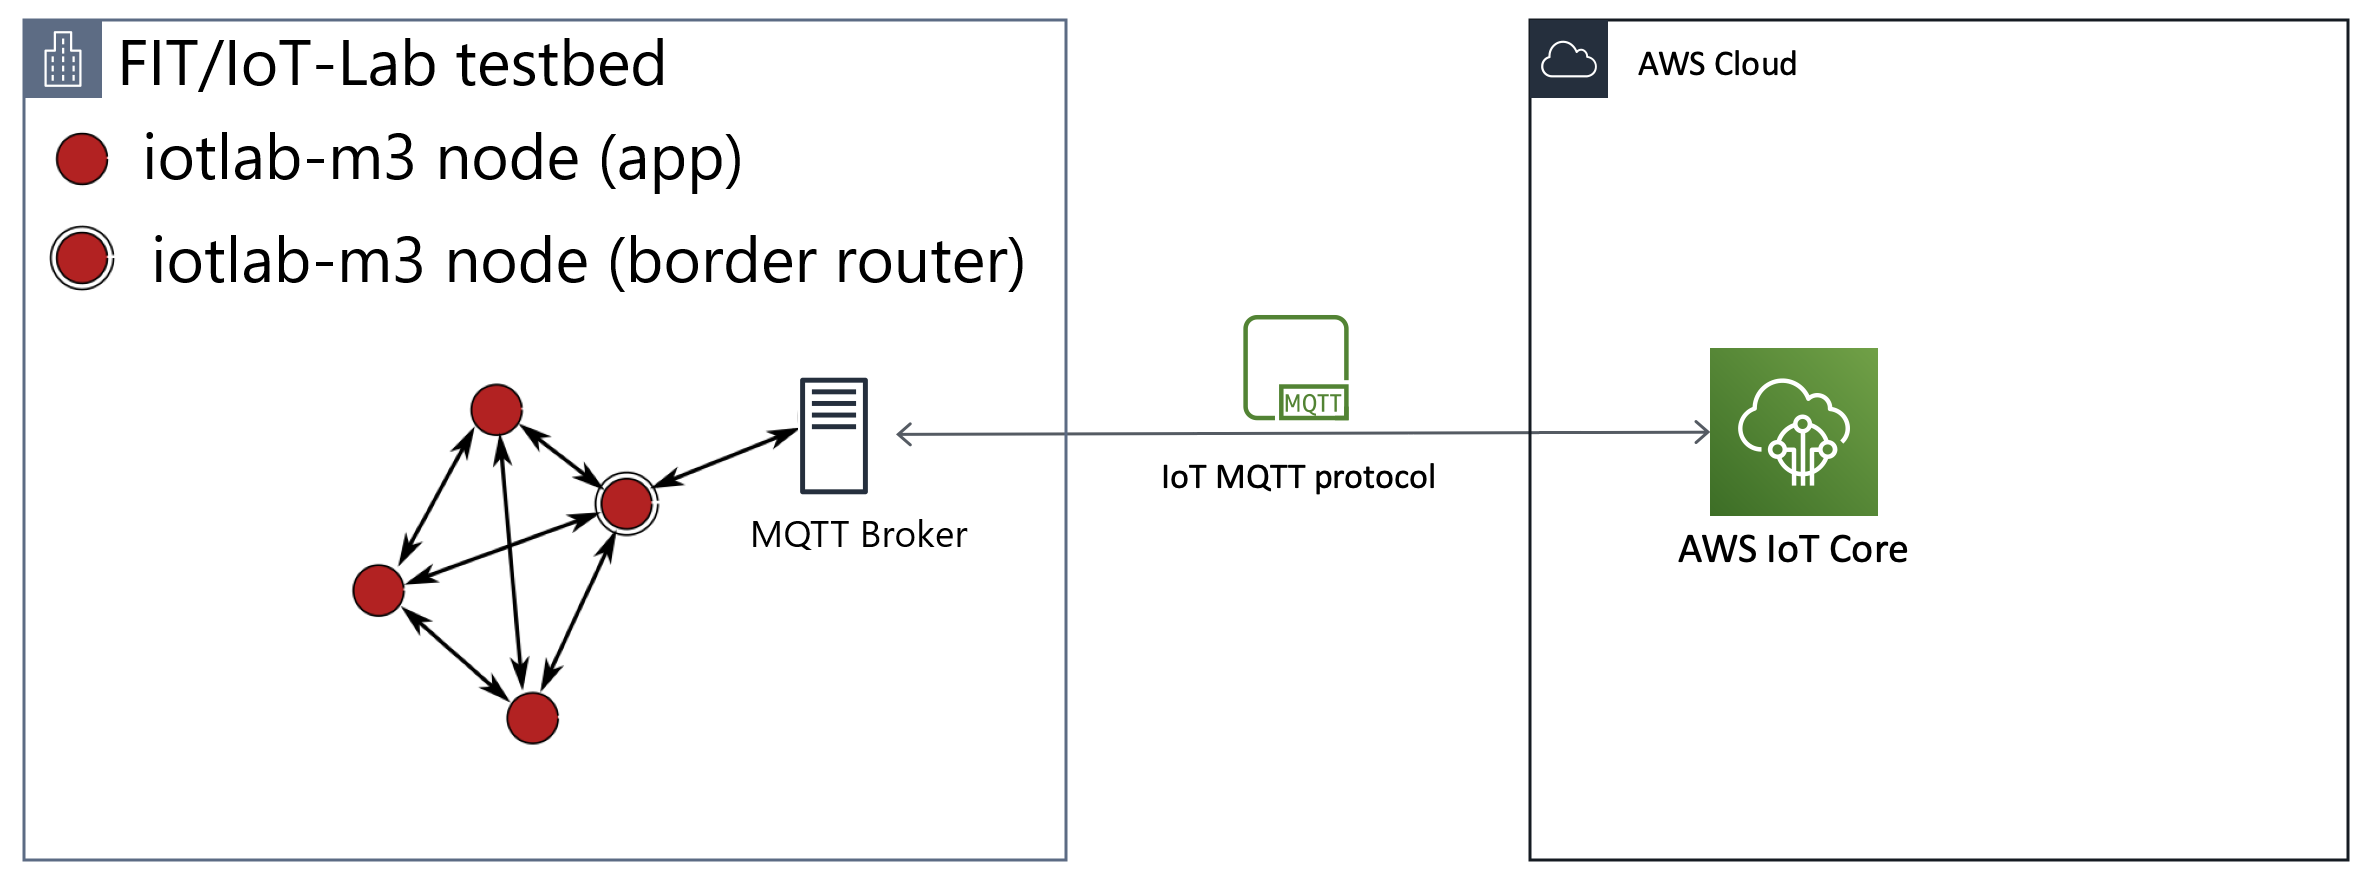 FIT/IoT-Lab testbed
AWS Cloud
iotlab-m3 node (app)
iotlab-m3 node (border router)
MQTT
IoT MQTT protocol
MQTT Broker
AWS IoT Core